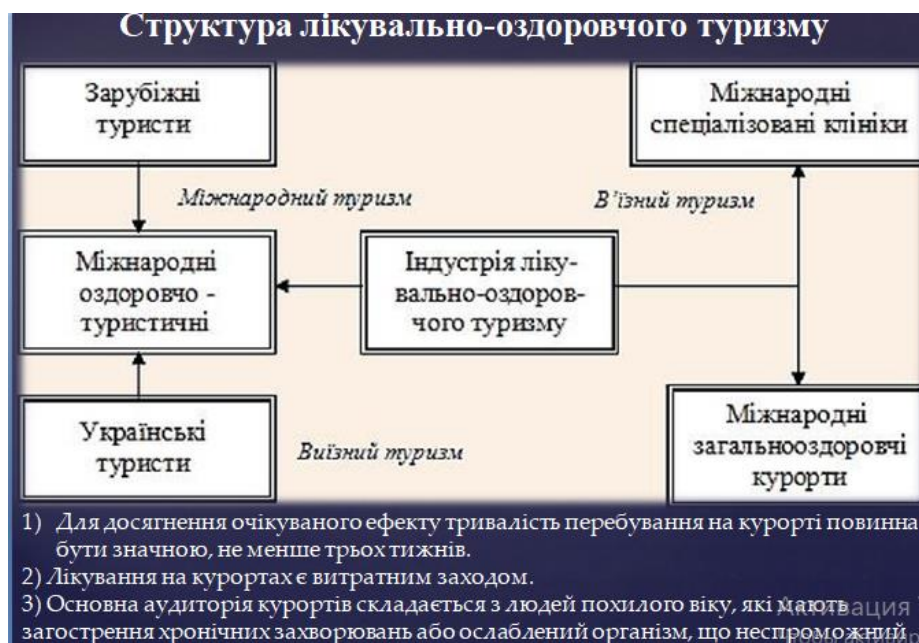 Структура лікувально-оздоровчого туризму
Зарубіжні
туристи
Міжнародні
спеціалізовані клініки
Міжнародний туризм
В’їзний туризм
Міжнародні
оздоровчо -
туристичні
Індустрія ліку-
вально-оздоров-
чого туризму
Українські
туристи
Виїзний туризм
Міжнародні
загальнооздоровчі
курорти
1) Для досягнення очікуваного ефекту тривалість перебування на курорті повинна
бути значною, не менше трьох тижнів.
2) Лікування на курортах є витратним заходом.
3) Основна аудиторія курортів складається з людей похилого віку, які мають
Активация
загострення хронічних захворювань або ослаблений організм, що неспроможний